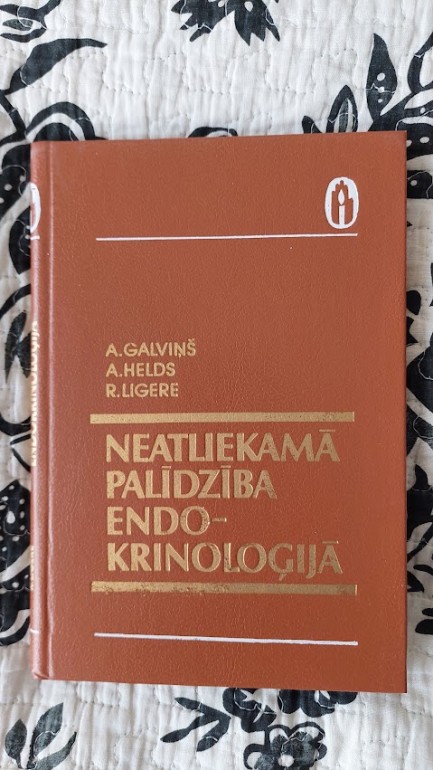 A.GALVIŅŠ
A.HELDS
R.LIGERE
NEATLIEKAMĀ
PALĪDZĪBA
ENDO-
KRINOLOĢIJĀ